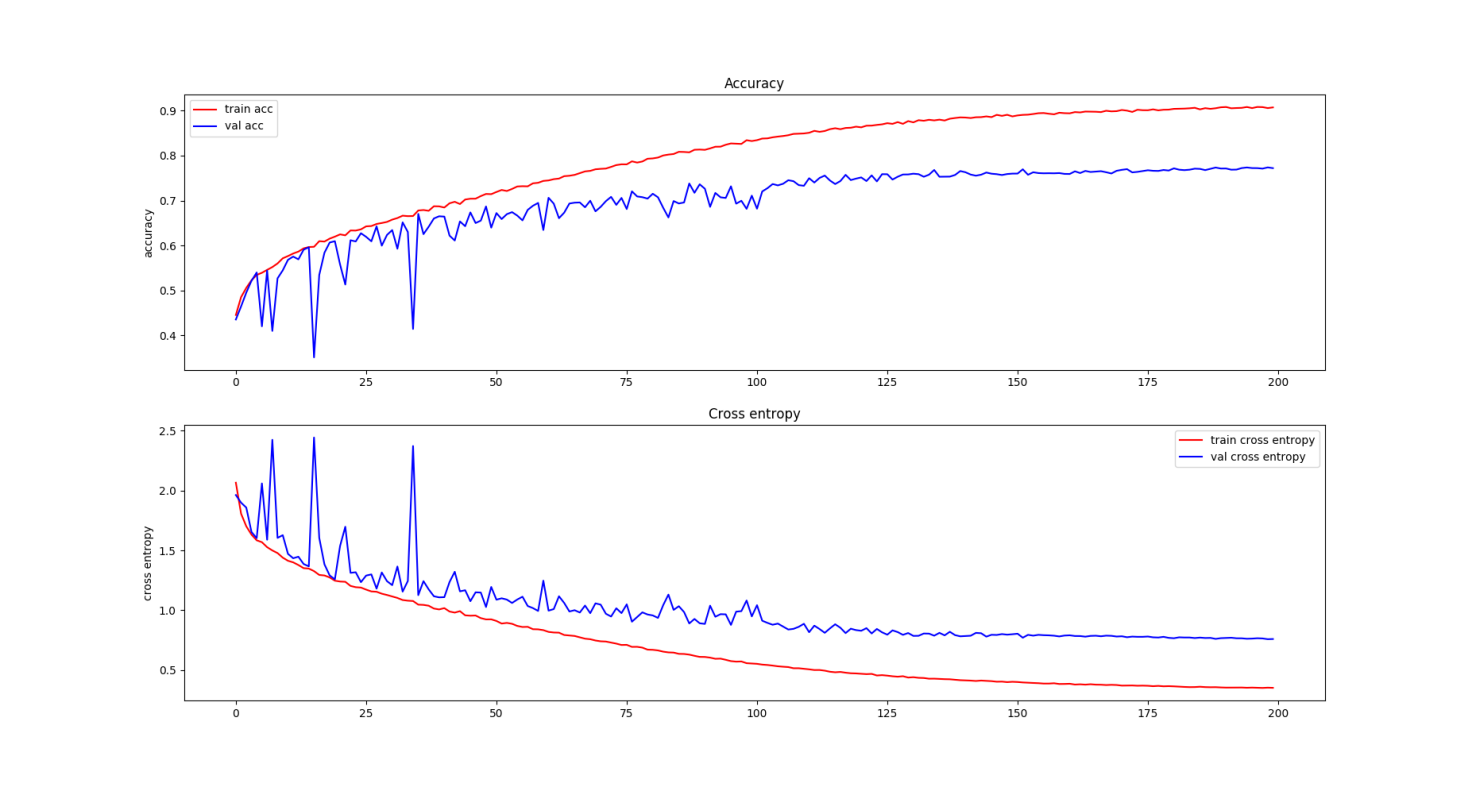 Accuracy
train acc
val acc
accuracy
0.9
0.8
0.7
0.6
0.5
0.4
0 25 50 75 100 125 150 175 200
Cross entropy
train cross entropy
val cross entropy
cross entropy
2.5
2.0
1.5
1.0
0.5
0 25 50 75 100 125 150 175 200